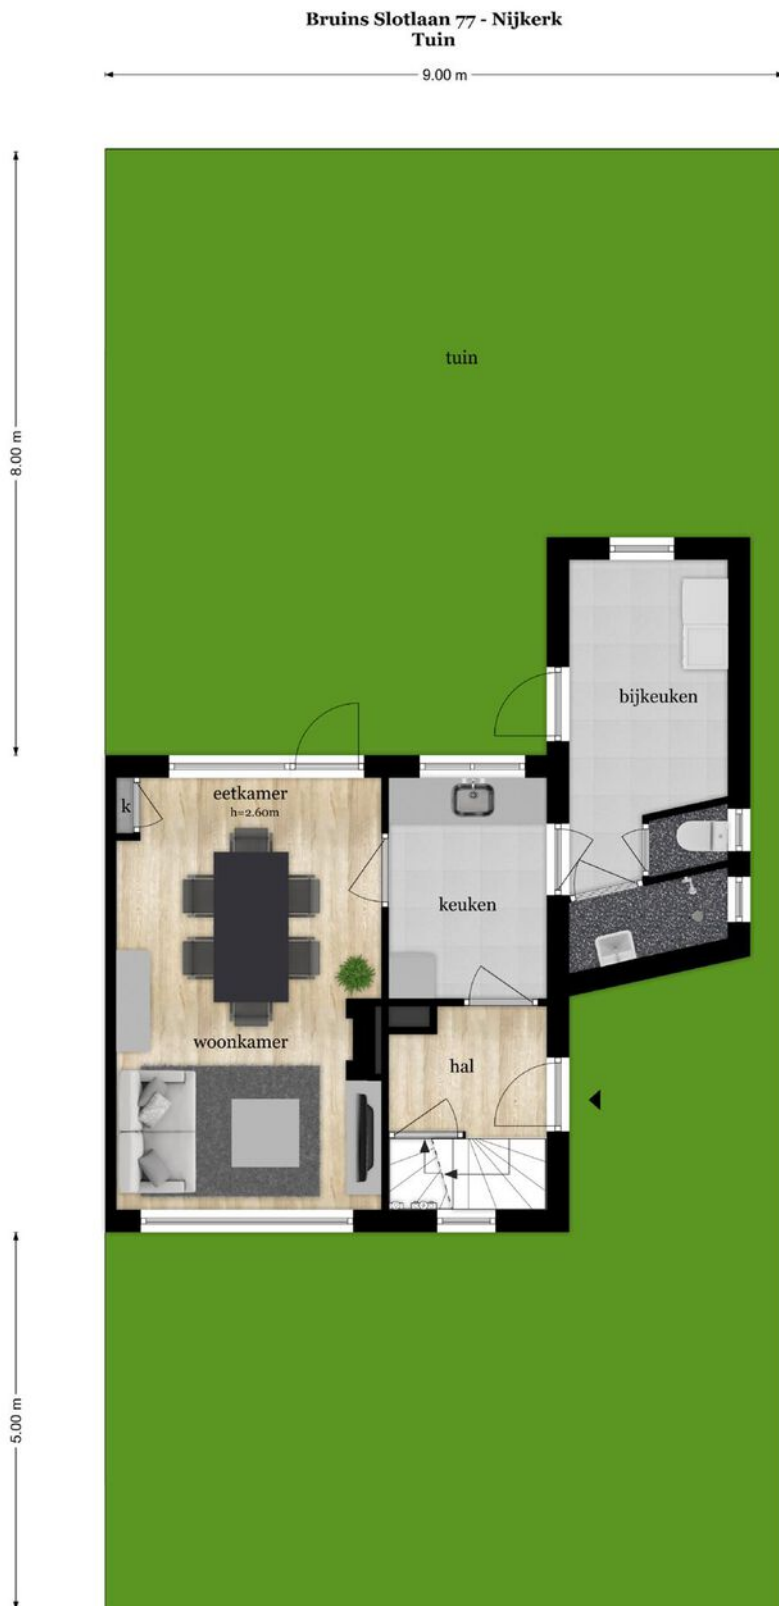 Bruins Slotlaan 77 - Nijkerk
Tuin
9.00 m
8.00 m
tuin
bijkeuken
eetkamer
h=2.60m
k
keuken
woonkamer
hal
5.00 m